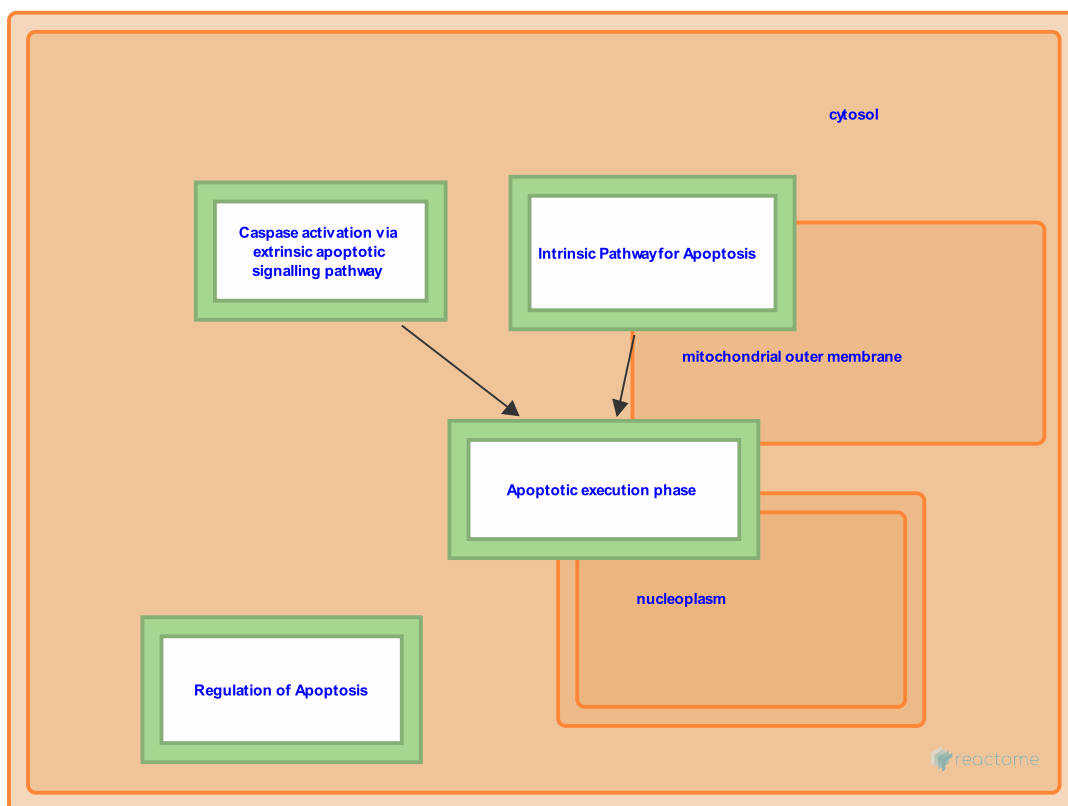 cytosol
Caspase activation via
extrinsic apoptotic
signalling pathway
Intrinsic Pathway for Apoptosis
mitochondrial outer membrane
Apoptotic execution phase
nucleoplasm
Regulation of Apoptosis
reactome